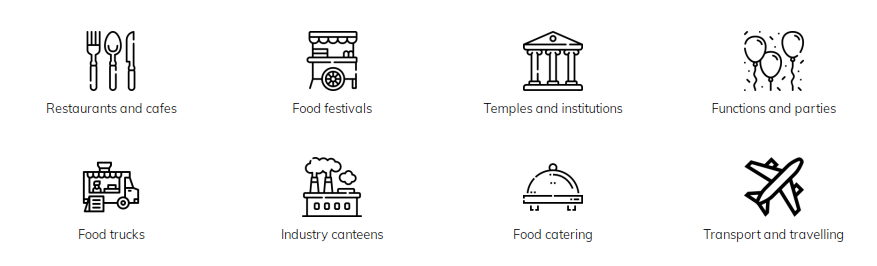 Restaurants and cafes
Food festivals
Temples and institutions
Functions and parties
Food trucks
Industry canteens
Food catering
Transport and travelling